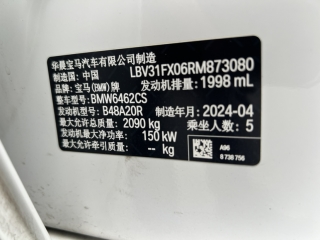 华晨宝马汽车有限公司制造
制造国：中国 LBV31FX06RM873080
品牌：宝马(BMW)牌 发动机排量：1998 mL
整车型号：BMW6462CS
发动机型号：B48A20R 制造年月：2024-04
最大允许总质量：2090 kg 乘坐人数：5
发动机最大净功率：150 kW
最大允许牵引质量：-- kg
A96
8 738 756